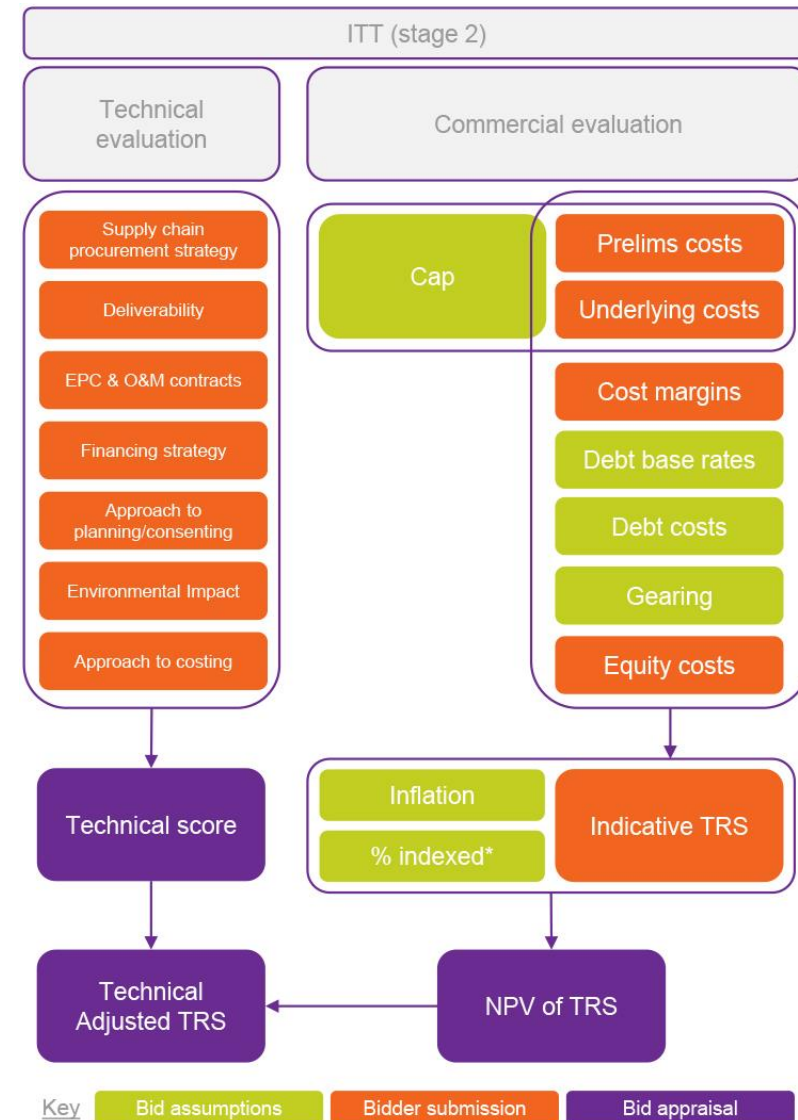 ITT (stage 2)
Technical
evaluation
Commercial evaluation
Supply chain
procurement strategy
Deliverability
EPC & O&M contracts
Financing strategy
Approach to
planning/consenting
Environmental Impact
Approach to costing
Cap
Prelims costs
Underlying costs
Cost margins
Debt base rates
Debt costs
Gearing
Equity costs
Technical score
Inflation
% indexed*
Indicative TRS
Technical
Adjusted TRS
NPV of TRS
Key
Bid assumptions
Bidder submission
Bid appraisal